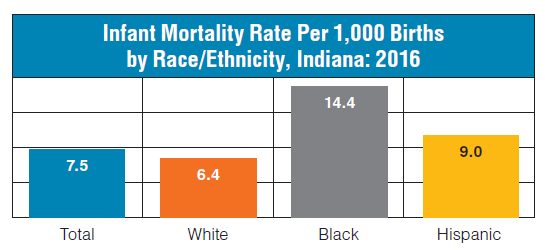 Infant Mortality Rate Per 1,000 Births
by Race/Ethnicity, Indiana: 2016
7.5
6.4
14.4
9.0
Total
White
Black
Hispanic